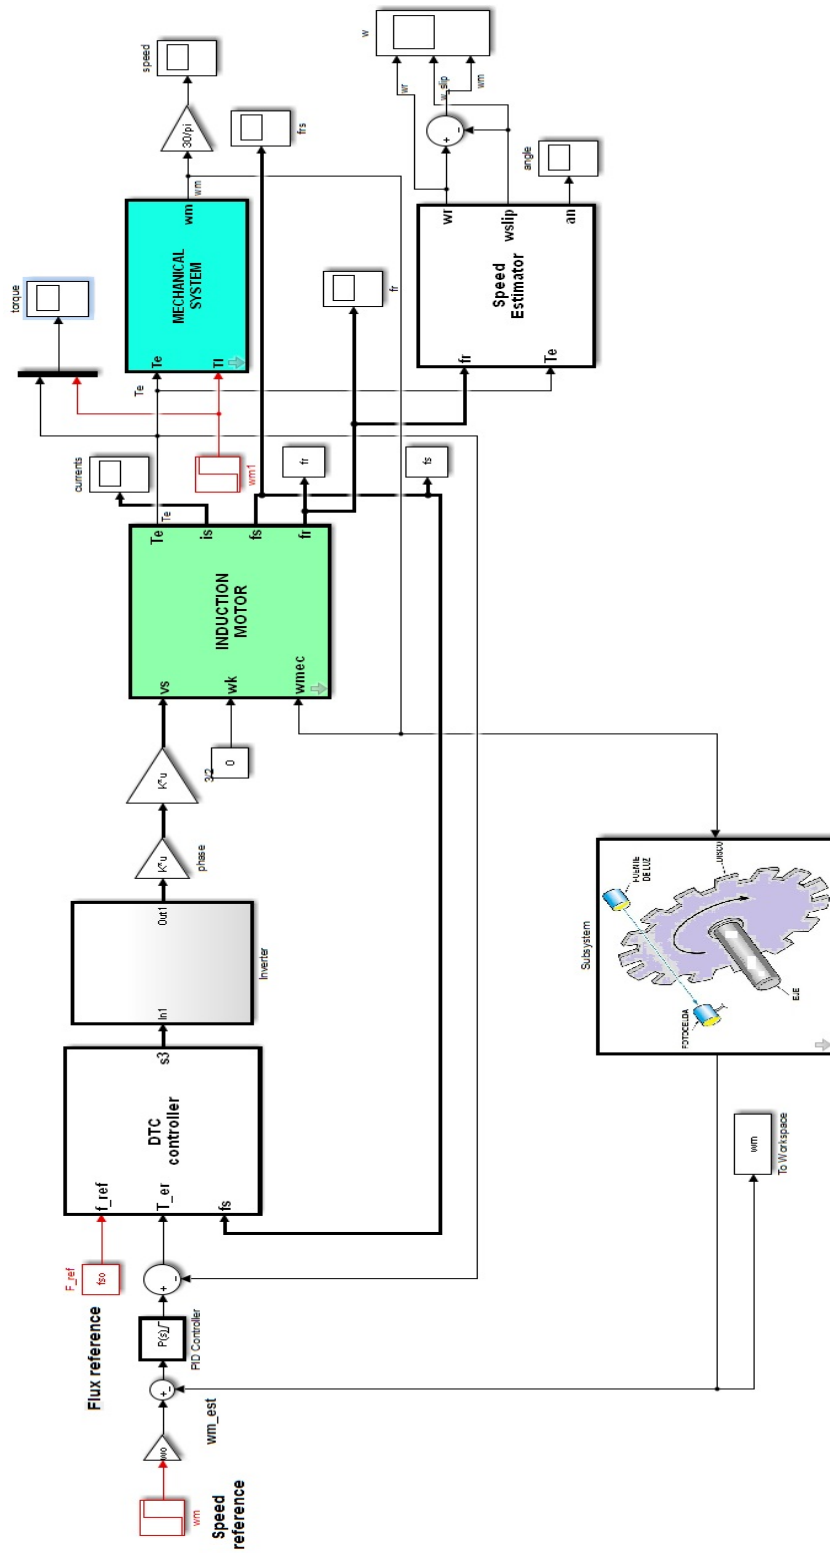 torque
speed
Te
currents
Te
30/pi
wm
Te
MECHANICAL
SYSTEM
wm
Tl
wm1
frs
F_ref
fso
Flux reference
f_ref
T_er
fs
DTC
controller
s3
In1
Out1
Inverter
K*u
phase
K*u
3/2
0
vs
wk
wmec
INDUCTION
MOTOR
Te
is
fs
fr
fr
fs
fr
wm
Speed
reference
wm_est
+
-
P(s)
PID Controller
+
-
w
wr
w_slip
wm
+
-
angle
fr
Te
Speed
Estimator
wr
wslip
an
Subsystem
FUENTE
DE LUZ
DISCO
FOTOCELDA
EJE
wm
To Workspace